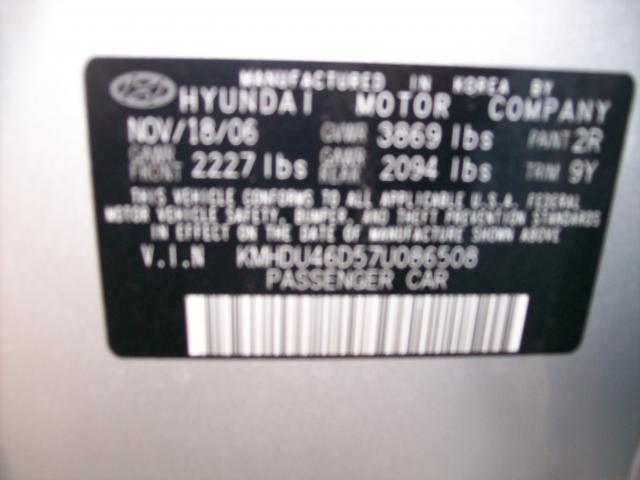 MANUFACTURED IN KOREA BY
HYUNDAI MOTOR COMPANY
NOV/18/06 GVWR 3869 lbs PAINT 2R
GAWR FRONT 2227 lbs GAWR REAR 2094 lbs TRIM 9Y
THIS VEHICLE CONFORMS TO ALL APPLICABLE U.S.A. FEDERAL
MOTOR VEHICLE SAFETY, BUMPER, AND THEFT PREVENTION STANDARDS
IN EFFECT ON THE DATE OF MANUFACTURE SHOWN ABOVE
V.I.N KMHDU46D57U086508
PASSENGER CAR